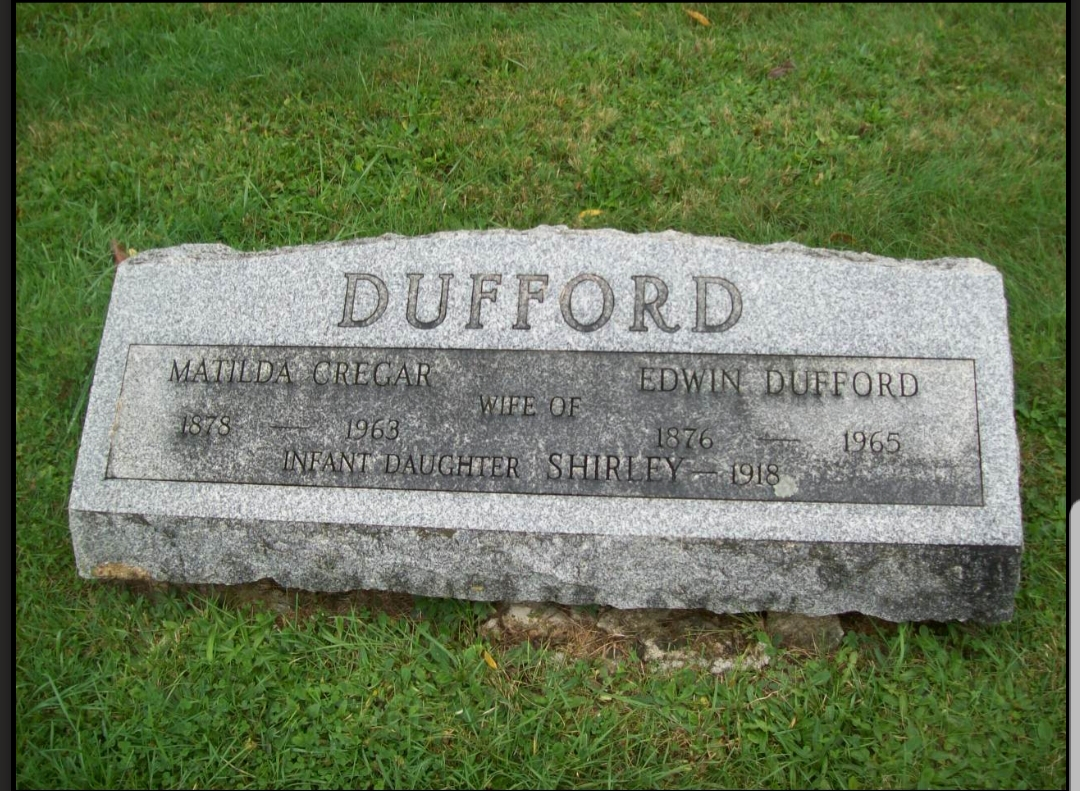 DUFFORD
MATILDA CREGAR
WIFE OF
EDWIN DUFFORD
1878 — 1963
1876 — 1965
INFANT DAUGHTER SHIRLEY — 1918